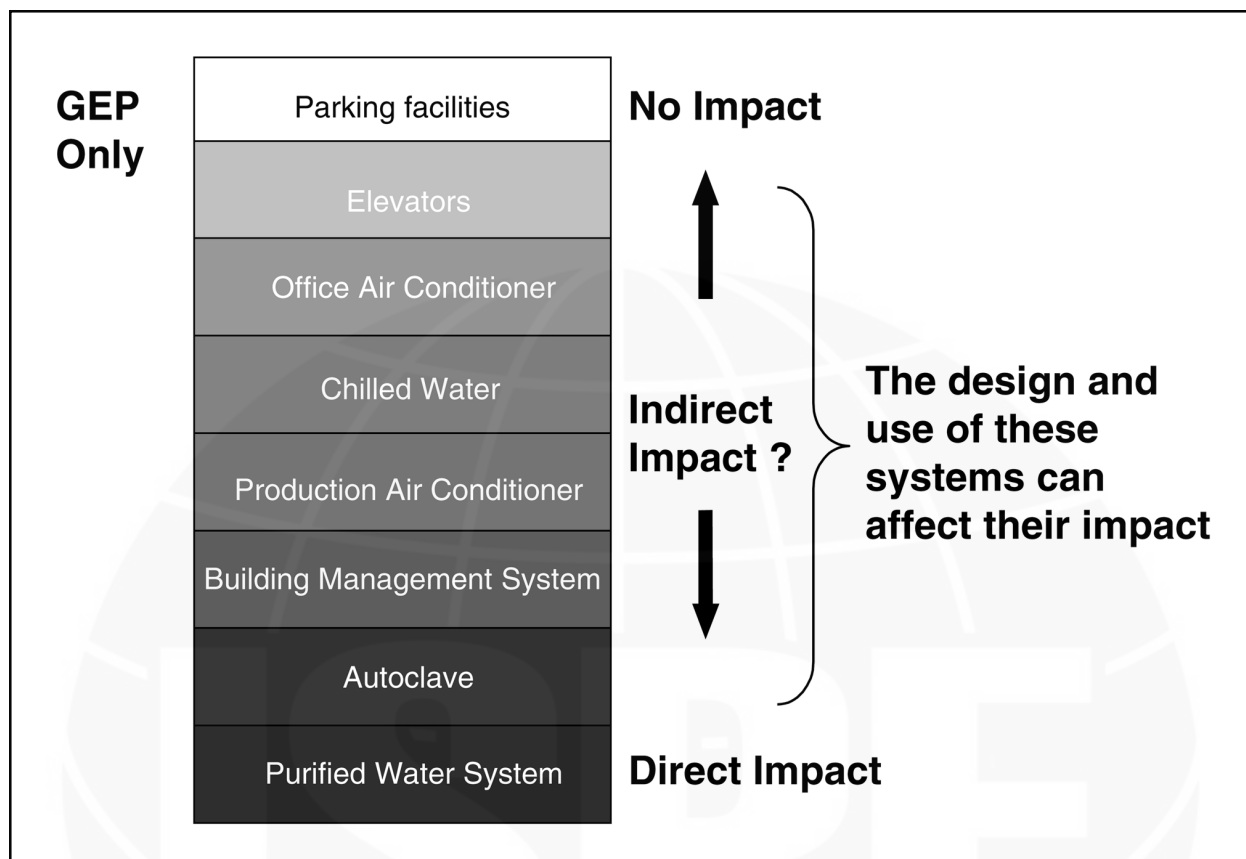 GEP
Only
Parking facilities
No Impact
Elevators
Office Air Conditioner
Chilled Water
Indirect
Impact ?
The design and
use of these
systems can
affect their impact
Production Air Conditioner
Building Management System
Autoclave
Purified Water System
Direct Impact
ISPE